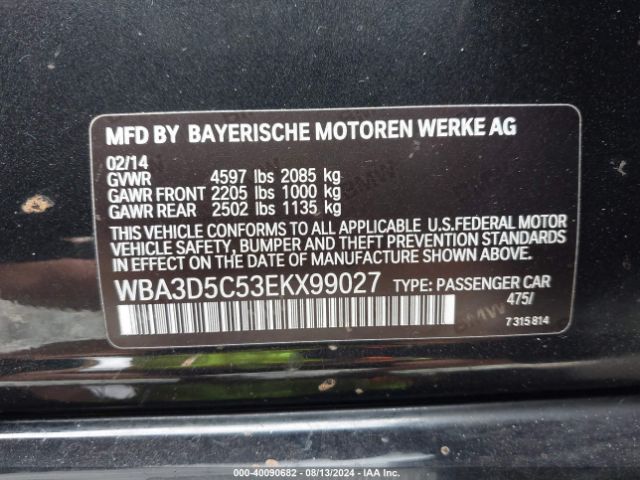 MFD BY BAYERISCHE MOTOREN WERKE AG
02/14
GVWR 4597 lbs 2085 kg
GAWR FRONT 2205 lbs 1000 kg
GAWR REAR 2502 lbs 1135 kg
THIS VEHICLE CONFORMS TO ALL APPLICABLE U.S.FEDERAL MOTOR
VEHICLE SAFETY, BUMPER AND THEFT PREVENTION STANDARDS
IN EFFECT ON THE DATE OF MANUFACTURE SHOWN ABOVE.
WBA3D5C53EKX99027 TYPE: PASSENGER CAR
475/
7 315 814
000-40090682 - 08/13/2024 - IAA Inc.